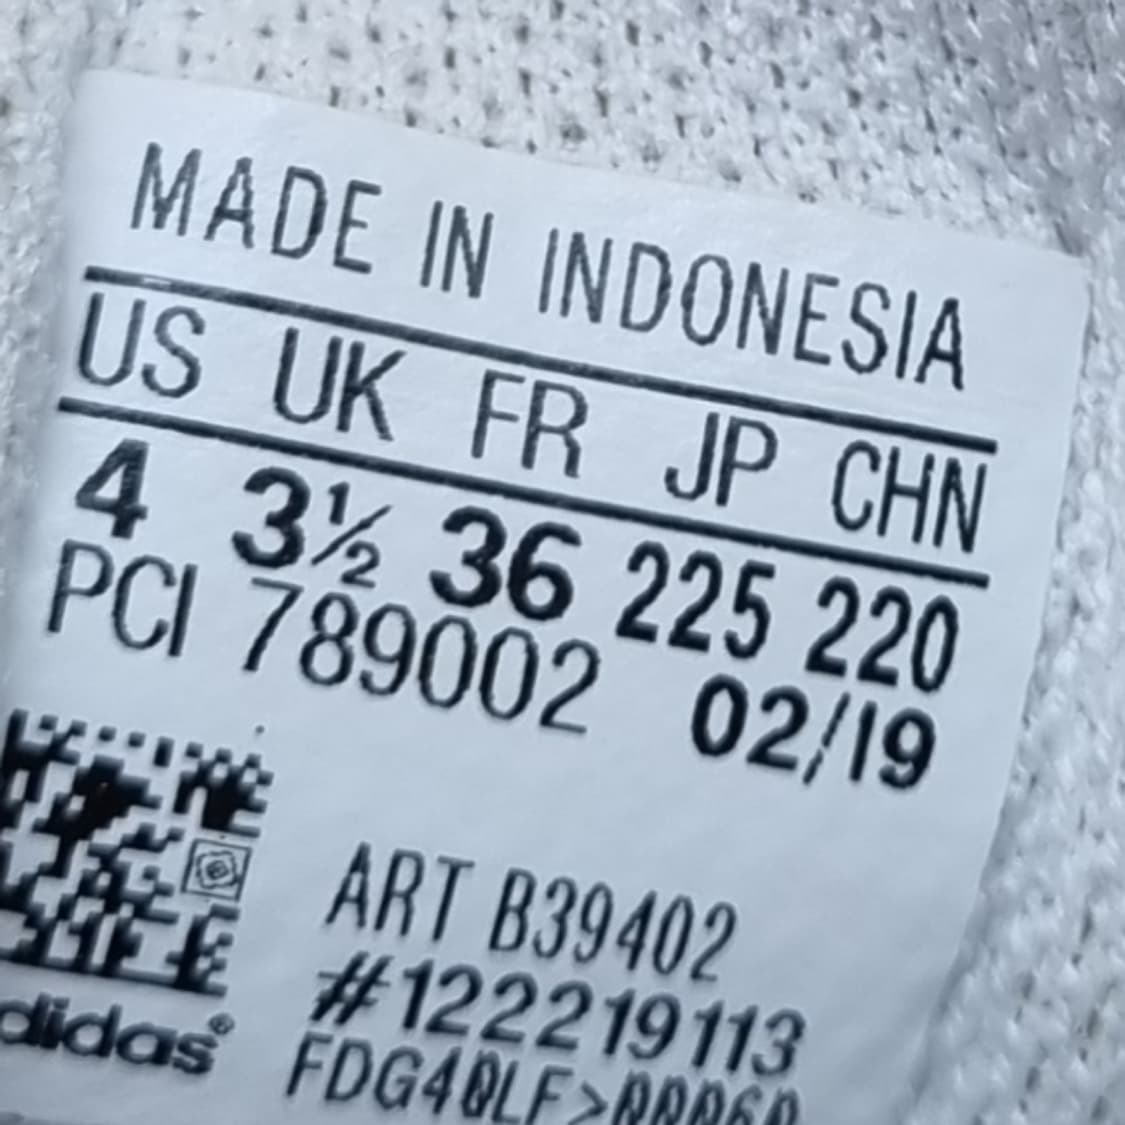 MADE IN INDONESIA
US UK FR JP CHN
4 3½ 36 225 220
PCI 789002 02/19
ART B39402
#122219113
adidas®